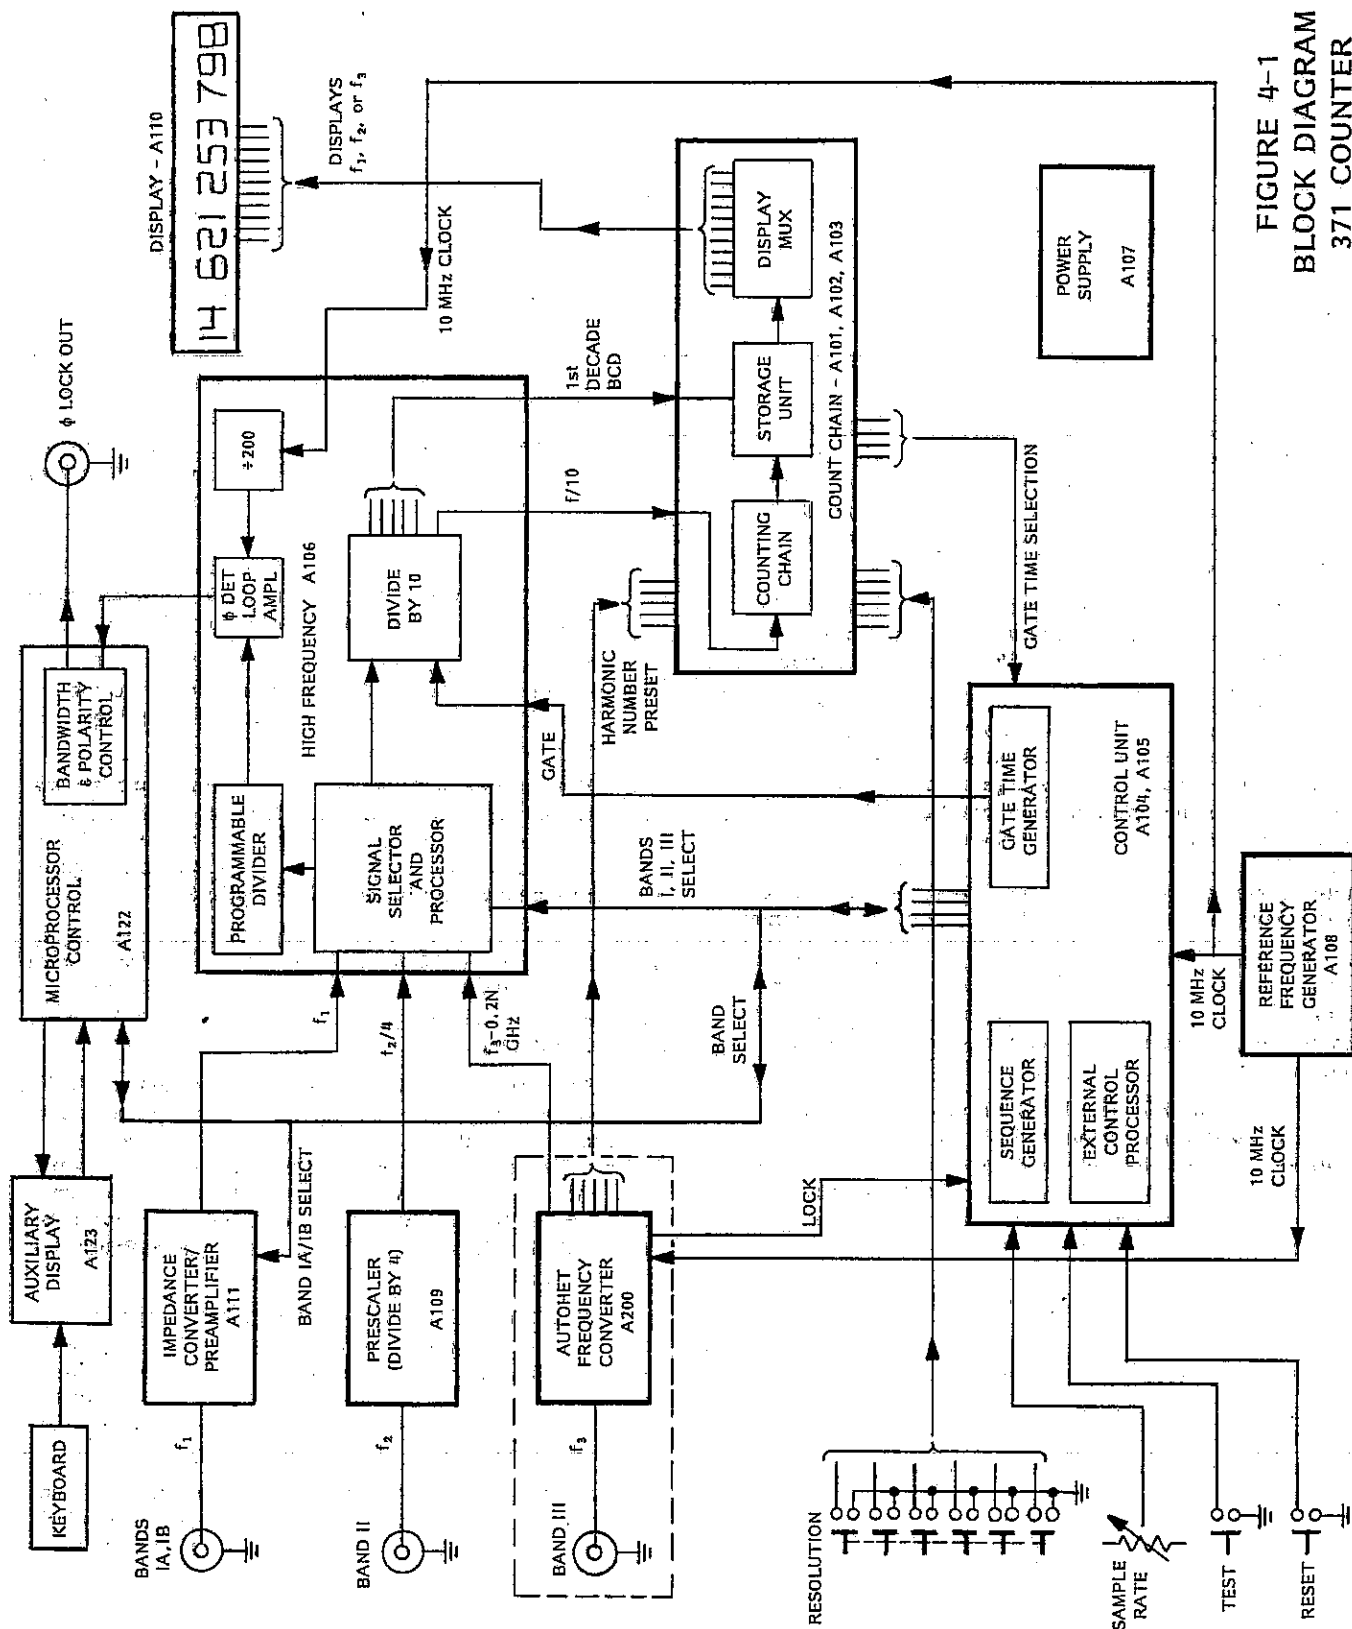 KEYBOARD
AUXILIARY
DISPLAY
A123
MICROPROCESSOR
CONTROL
A122
BANDWIDTH
& POLARITY
CONTROL
ϕ LOCK OUT
DISPLAY - A110
14 621 253 798
DISPLAYS
f₁, f₂, or f₃
BANDS
IA, IB
f₁
IMPEDANCE
CONVERTER/
PREAMPLIFIER
A111
BAND IA/IB SELECT
f₁
PROGRAMMABLE
DIVIDER
ϕ DET
LOOP
AMPL
÷200
10 MHz CLOCK
HIGH FREQUENCY A106
BAND II
f₂
PRESCALER
(DIVIDE BY 4)
A109
f₂/4
SIGNAL
SELECTOR
AND
PROCESSOR
DIVIDE
BY 10
1st
DECADE
BCD
f/10
f₃-0.2N
GHz
GATE
BAND III
f₃
AUTOHET
FREQUENCY
CONVERTER
A200
HARMONIC
NUMBER
PRESET
BANDS
I, II, III
SELECT
BAND
SELECT
LOCK
COUNTING
CHAIN
STORAGE
UNIT
DISPLAY
MUX
COUNT CHAIN - A101, A102, A103
RESOLUTION
GATE TIME SELECTION
SEQUENCE
GENERATOR
EXTERNAL
CONTROL
PROCESSOR
GATE TIME
GENERATOR
CONTROL UNIT
A104, A105
POWER
SUPPLY
A107
SAMPLE
RATE
TEST
RESET
10 MHz
CLOCK
10 MHz
CLOCK
REFERENCE
FREQUENCY
GENERATOR
A108
FIGURE 4-1
BLOCK DIAGRAM
371 COUNTER